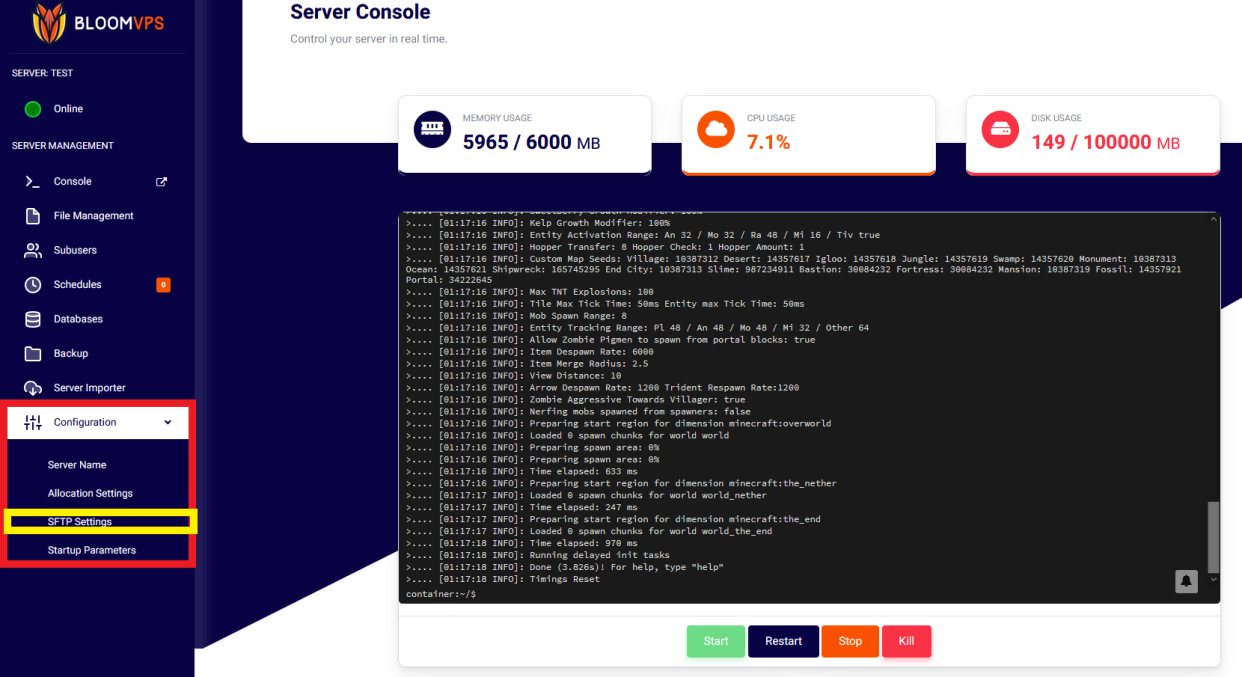 BLOOMVPS
SERVER: TEST
Online
SERVER MANAGEMENT
Console
File Management
Subusers
Schedules
0
Databases
Backup
Server Importer
Configuration
Server Name
Allocation Settings
SFTP Settings
Startup Parameters
Server Console
Control your server in real time.
MEMORY USAGE
5965 / 6000 MB
CPU USAGE
7.1%
DISK USAGE
149 / 100000 MB
>.... [01:17:16 INFO]: Kelp Growth Modifier: 100%
>.... [01:17:16 INFO]: Entity Activation Range: An 32 / Mo 32 / Ra 48 / Mi 16 / Tiv true
>.... [01:17:16 INFO]: Hopper Transfer: 8 Hopper Check: 1 Hopper Amount: 1
>.... [01:17:16 INFO]: Custom Map Seeds: Village: 10387312 Desert: 14357617 Igloo: 14357618 Jungle: 14357619 Swamp: 14357620 Monument: 10387313
Ocean: 14357621 Shipwreck: 165745295 End City: 10387313 Slime: 987234911 Bastion: 30084232 Fortress: 30084232 Mansion: 10387319 Fossil: 14357921
Portal: 34222645
>.... [01:17:16 INFO]: Max TNT Explosions: 100
>.... [01:17:16 INFO]: Tile Max Tick Time: 50ms Entity max Tick Time: 50ms
>.... [01:17:16 INFO]: Mob Spawn Range: 8
>.... [01:17:16 INFO]: Entity Tracking Range: Pl 48 / An 48 / Mo 48 / Mi 32 / Other 64
>.... [01:17:16 INFO]: Allow Zombie Pigmen to spawn from portal blocks: true
>.... [01:17:16 INFO]: Item Despawn Rate: 6000
>.... [01:17:16 INFO]: Item Merge Radius: 2.5
>.... [01:17:16 INFO]: View Distance: 10
>.... [01:17:16 INFO]: Arrow Despawn Rate: 1200 Trident Respawn Rate:1200
>.... [01:17:16 INFO]: Zombie Aggressive Towards Villager: true
>.... [01:17:16 INFO]: Nerfing mobs spawned from spawners: false
>.... [01:17:16 INFO]: Preparing start region for dimension minecraft:overworld
>.... [01:17:16 INFO]: Loaded 0 spawn chunks for world world
>.... [01:17:16 INFO]: Preparing spawn area: 0%
>.... [01:17:16 INFO]: Preparing spawn area: 0%
>.... [01:17:16 INFO]: Time elapsed: 633 ms
>.... [01:17:16 INFO]: Preparing start region for dimension minecraft:the_nether
>.... [01:17:17 INFO]: Loaded 0 spawn chunks for world world_nether
>.... [01:17:17 INFO]: Time elapsed: 247 ms
>.... [01:17:17 INFO]: Preparing start region for dimension minecraft:the_end
>.... [01:17:17 INFO]: Loaded 0 spawn chunks for world world_the_end
>.... [01:17:18 INFO]: Time elapsed: 970 ms
>.... [01:17:18 INFO]: Running delayed init tasks
>.... [01:17:18 INFO]: Done (3.826s)! For help, type "help"
>.... [01:17:18 INFO]: Timings Reset
container:~/$
Start
Restart
Stop
Kill